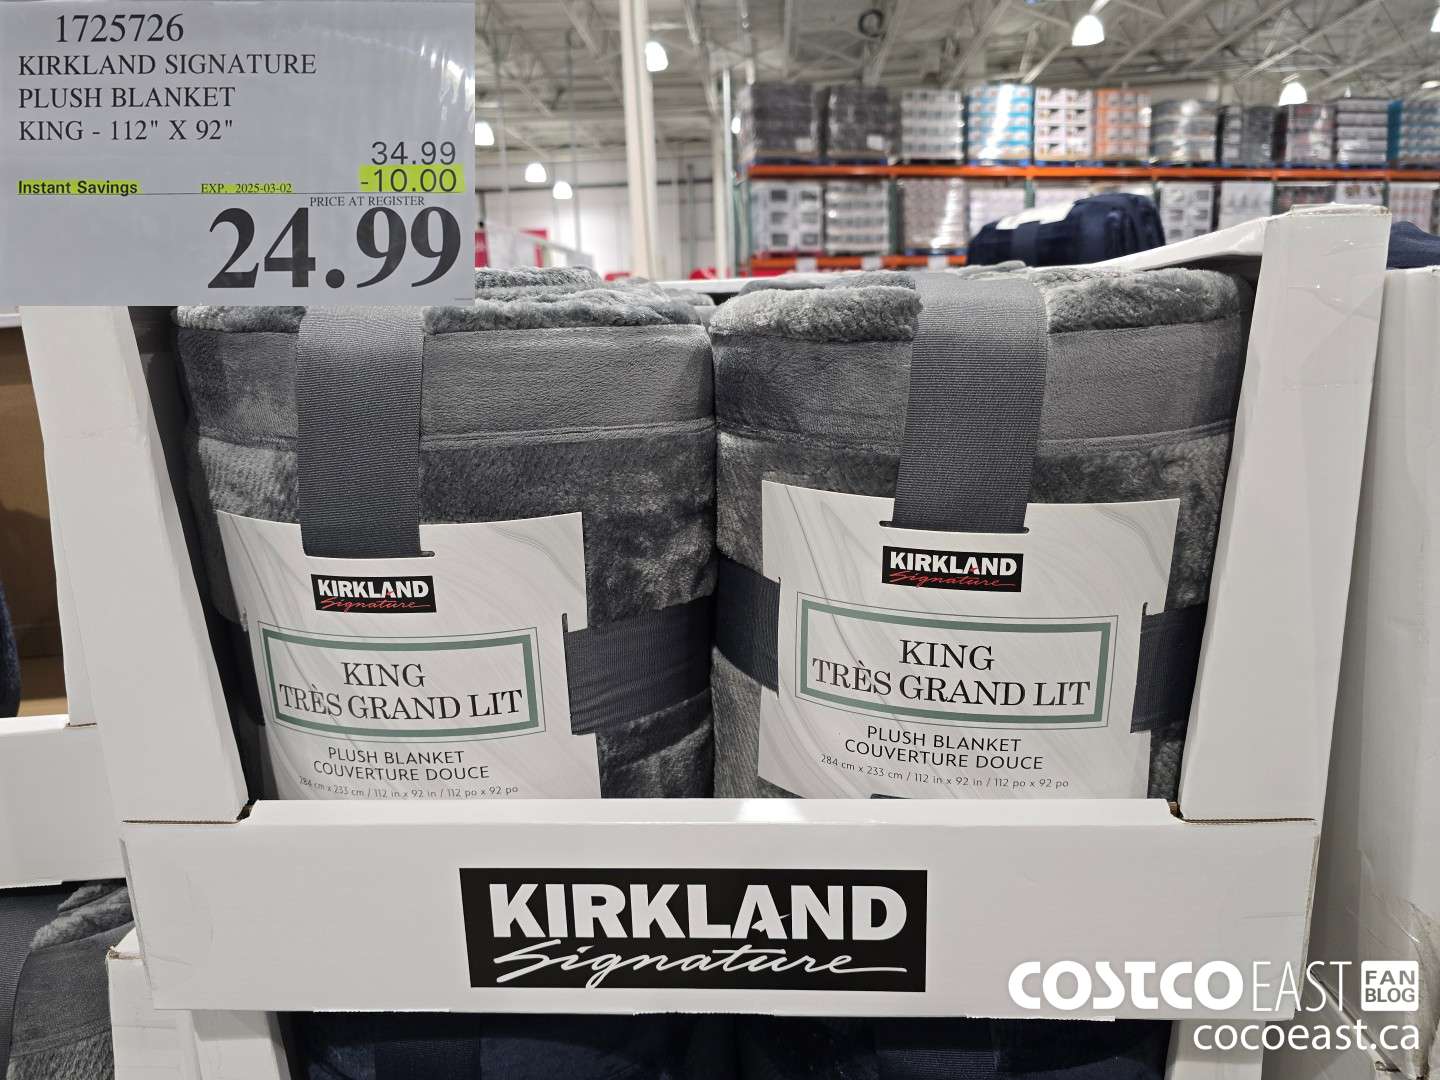 1725726
KIRKLAND SIGNATURE
PLUSH BLANKET
KING - 112" X 92"
34.99
Instant Savings EXP. 2025-03-02 -10.00
PRICE AT REGISTER
24.99
KIRKLAND
Signature
KING
TRÈS GRAND LIT
PLUSH BLANKET
COUVERTURE DOUCE
284 cm x 233 cm / 112 in x 92 in / 112 po x 92 po
KIRKLAND
Signature
KING
TRÈS GRAND LIT
PLUSH BLANKET
COUVERTURE DOUCE
284 cm x 233 cm / 112 in x 92 in / 112 po x 92 po
KIRKLAND
Signature
COSTCO EAST FAN BLOG
cocoeast.ca